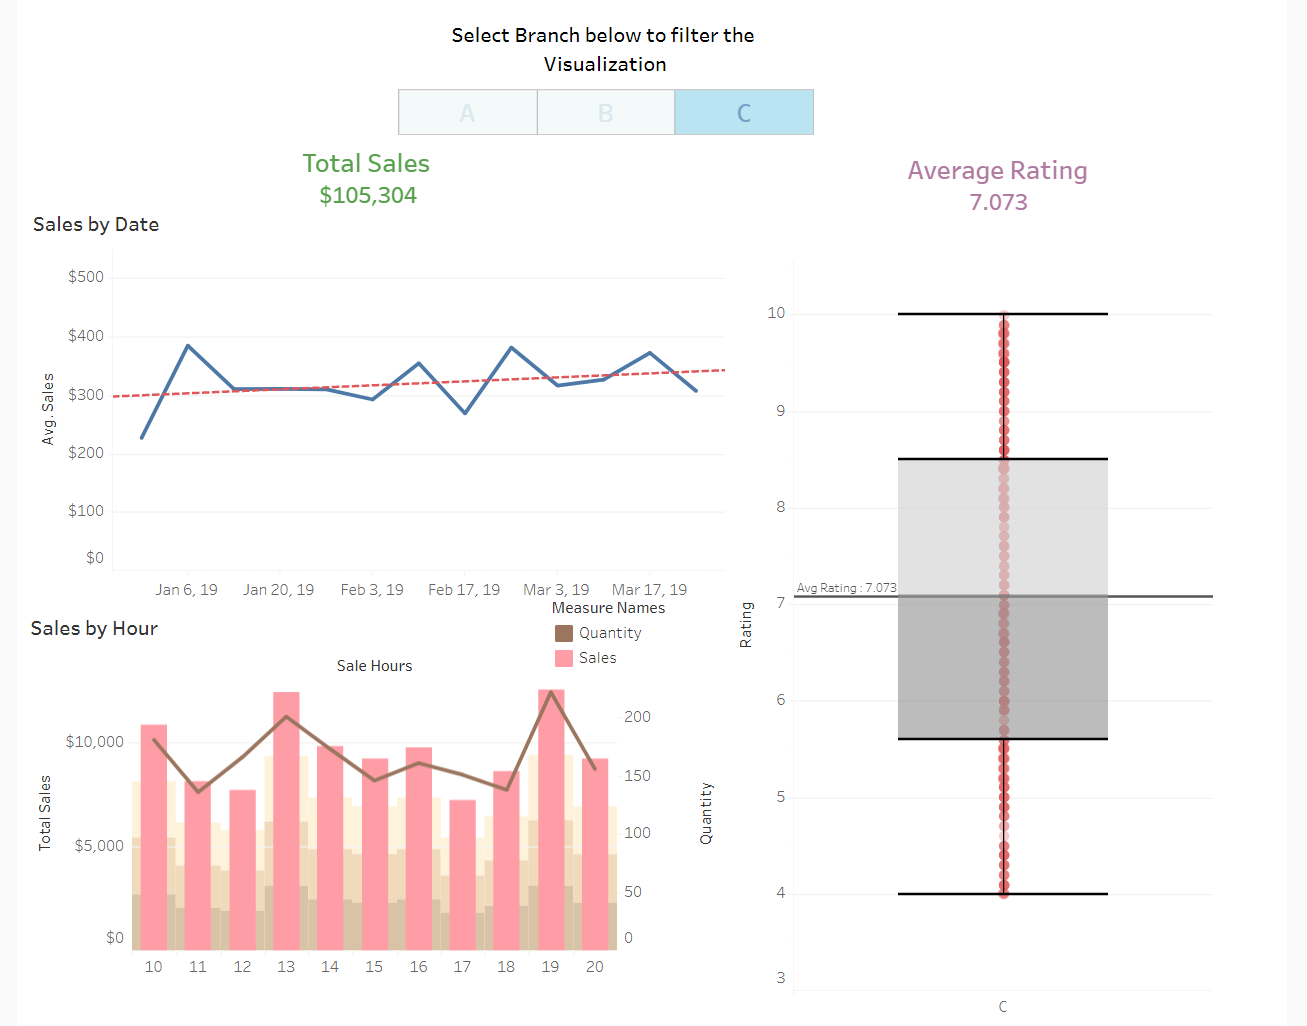 Select Branch below to filter the
Visualization
A
B
C
Total Sales
$105,304
Average Rating
7.073
Sales by Date
Avg. Sales
$500
$400
$300
$200
$100
$0
Jan 6, 19
Jan 20, 19
Feb 3, 19
Feb 17, 19
Mar 3, 19
Mar 17, 19
Measure Names
Quantity
Sales
Sales by Hour
Sale Hours
Total Sales
$10,000
$5,000
$0
200
150
100
50
0
Quantity
10
11
12
13
14
15
16
17
18
19
20
Rating
10
9
8
Avg Rating : 7.073
7
6
5
4
3
C